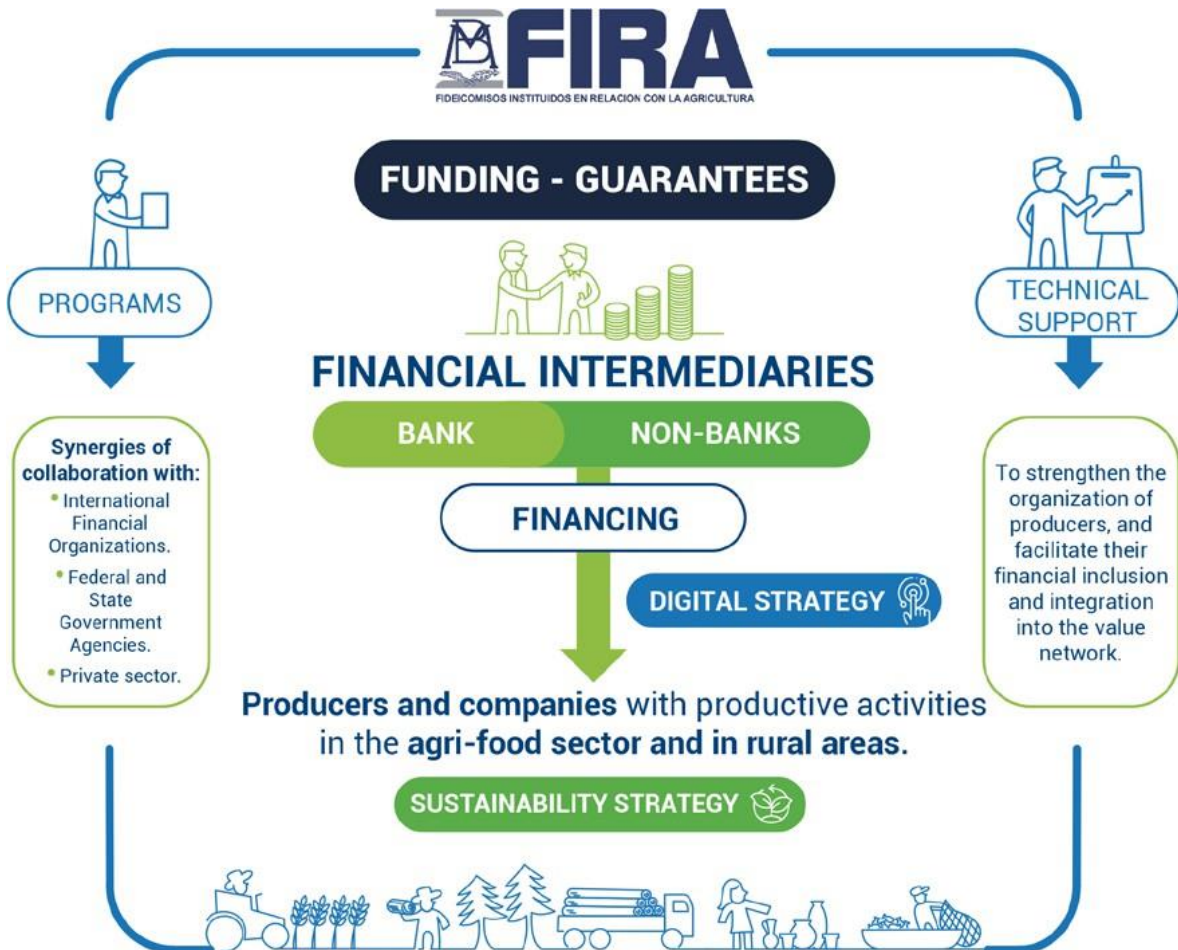 FIRA
FIDEICOMISOS INSTITUIDOS EN RELACION CON LA AGRICULTURA
FUNDING - GUARANTEES
PROGRAMS
TECHNICAL
SUPPORT
FINANCIAL INTERMEDIARIES
BANK
NON-BANKS
FINANCING
DIGITAL STRATEGY
Synergies of
collaboration with:
• International
Financial
Organizations.
• Federal and
State
Government
Agencies.
• Private sector.
To strengthen the
organization of
producers, and
facilitate their
financial inclusion
and integration
into the value
network.
Producers and companies with productive activities
in the agri-food sector and in rural areas.
SUSTAINABILITY STRATEGY